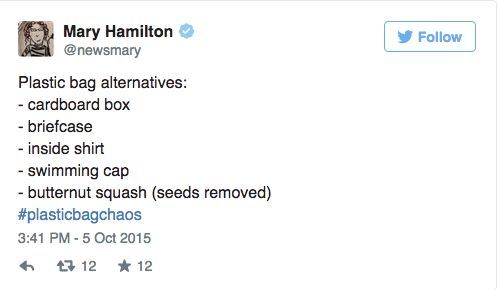 Mary Hamilton
@newsmary
Follow
Plastic bag alternatives:
- cardboard box
- briefcase
- inside shirt
- swimming cap
- butternut squash (seeds removed)
#plasticbagchaos
3:41 PM - 5 Oct 2015
12 12